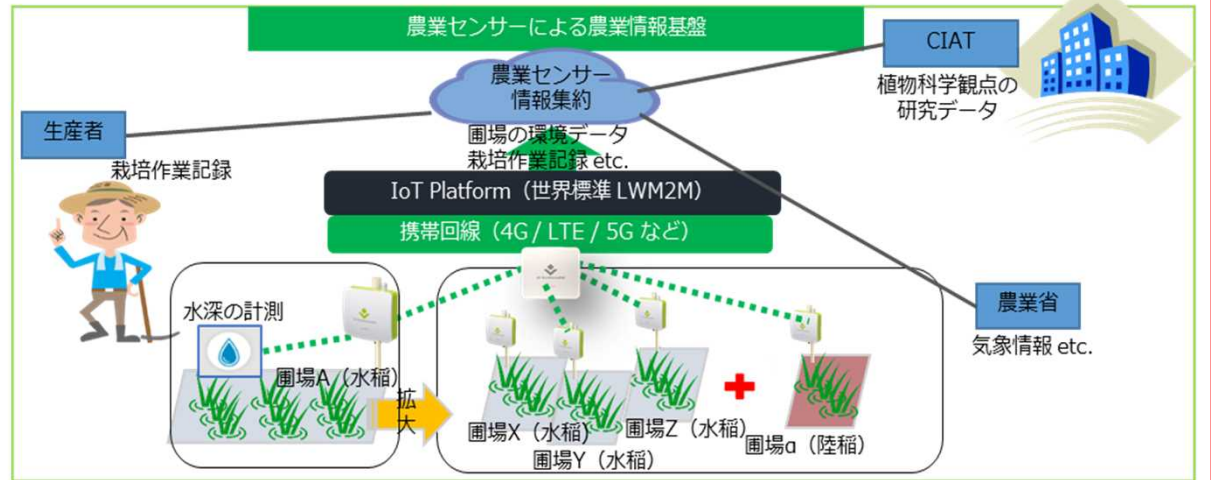 農業センサーによる農業情報基盤
CIAT
植物科学観点の
研究データ
農業センサー
情報集約
生産者
栽培作業記録
圃場の環境データ
栽培作業記録 etc.
IoT Platform（世界標準 LWM2M）
携帯回線（4G / LTE / 5G など）
農業省
気象情報 etc.
水深の計測
圃場A（水稲）
拡
大
圃場X（水稲）
圃場Y（水稲）
圃場Z（水稲）
圃場α（陸稲）